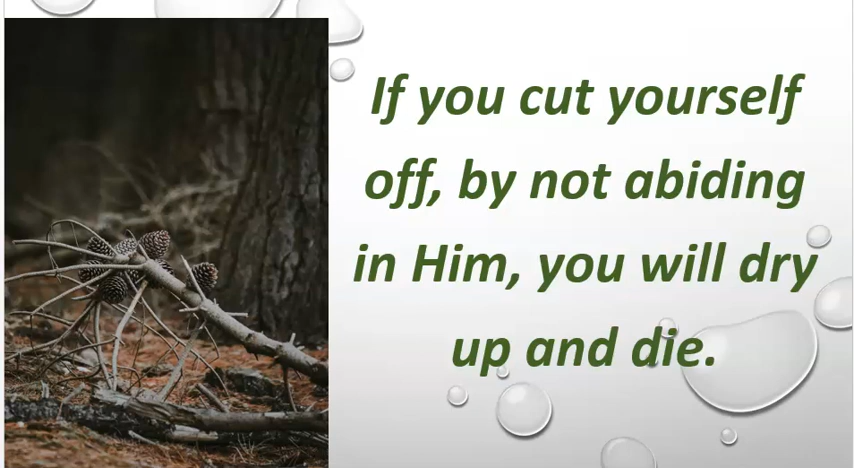 If you cut yourself
off, by not abiding
in Him, you will dry
up and die.